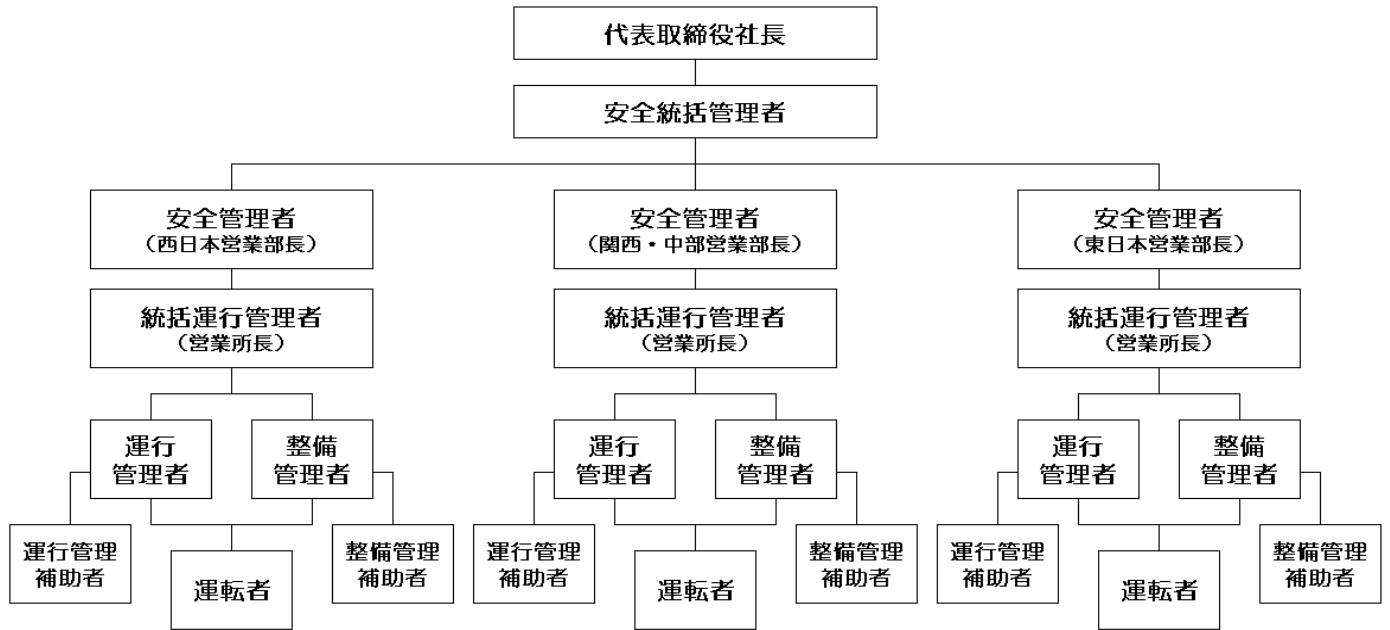 代表取締役社長
安全統括管理者
安全管理者
（西日本営業部長）
安全管理者
（関西・中部営業部長）
安全管理者
（東日本営業部長）
統括運行管理者
（営業所長）
統括運行管理者
（営業所長）
統括運行管理者
（営業所長）
運行
管理者
整備
管理者
運行
管理者
整備
管理者
運行
管理者
整備
管理者
運行管理
補助者
運転者
整備管理
補助者
運行管理
補助者
運転者
整備管理
補助者
運行管理
補助者
運転者
整備管理
補助者